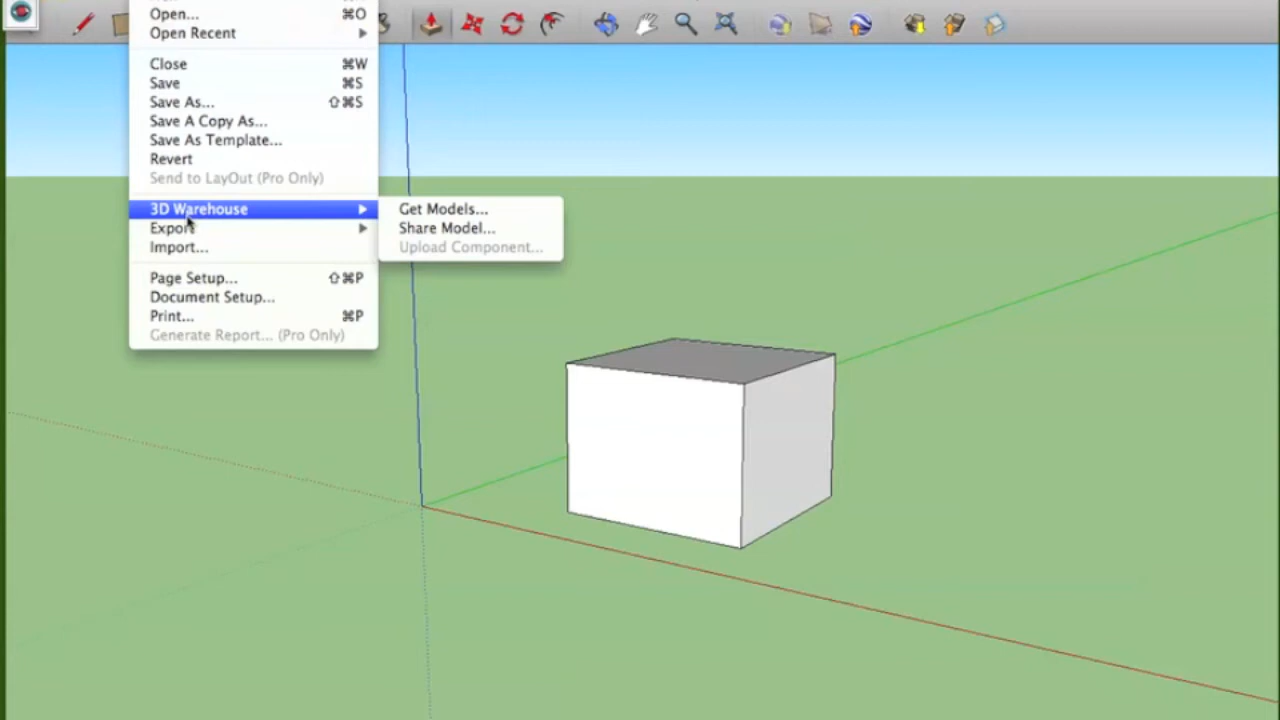 Open... ⌘O
Open Recent ▶
Close ⌘W
Save ⌘S
Save As... ⇧⌘S
Save A Copy As...
Save As Template...
Revert
Send to LayOut (Pro Only)
3D Warehouse ▶
Get Models...
Share Model...
Upload Component...
Export ▶
Import...
Page Setup... ⇧⌘P
Document Setup...
Print... ⌘P
Generate Report... (Pro Only)